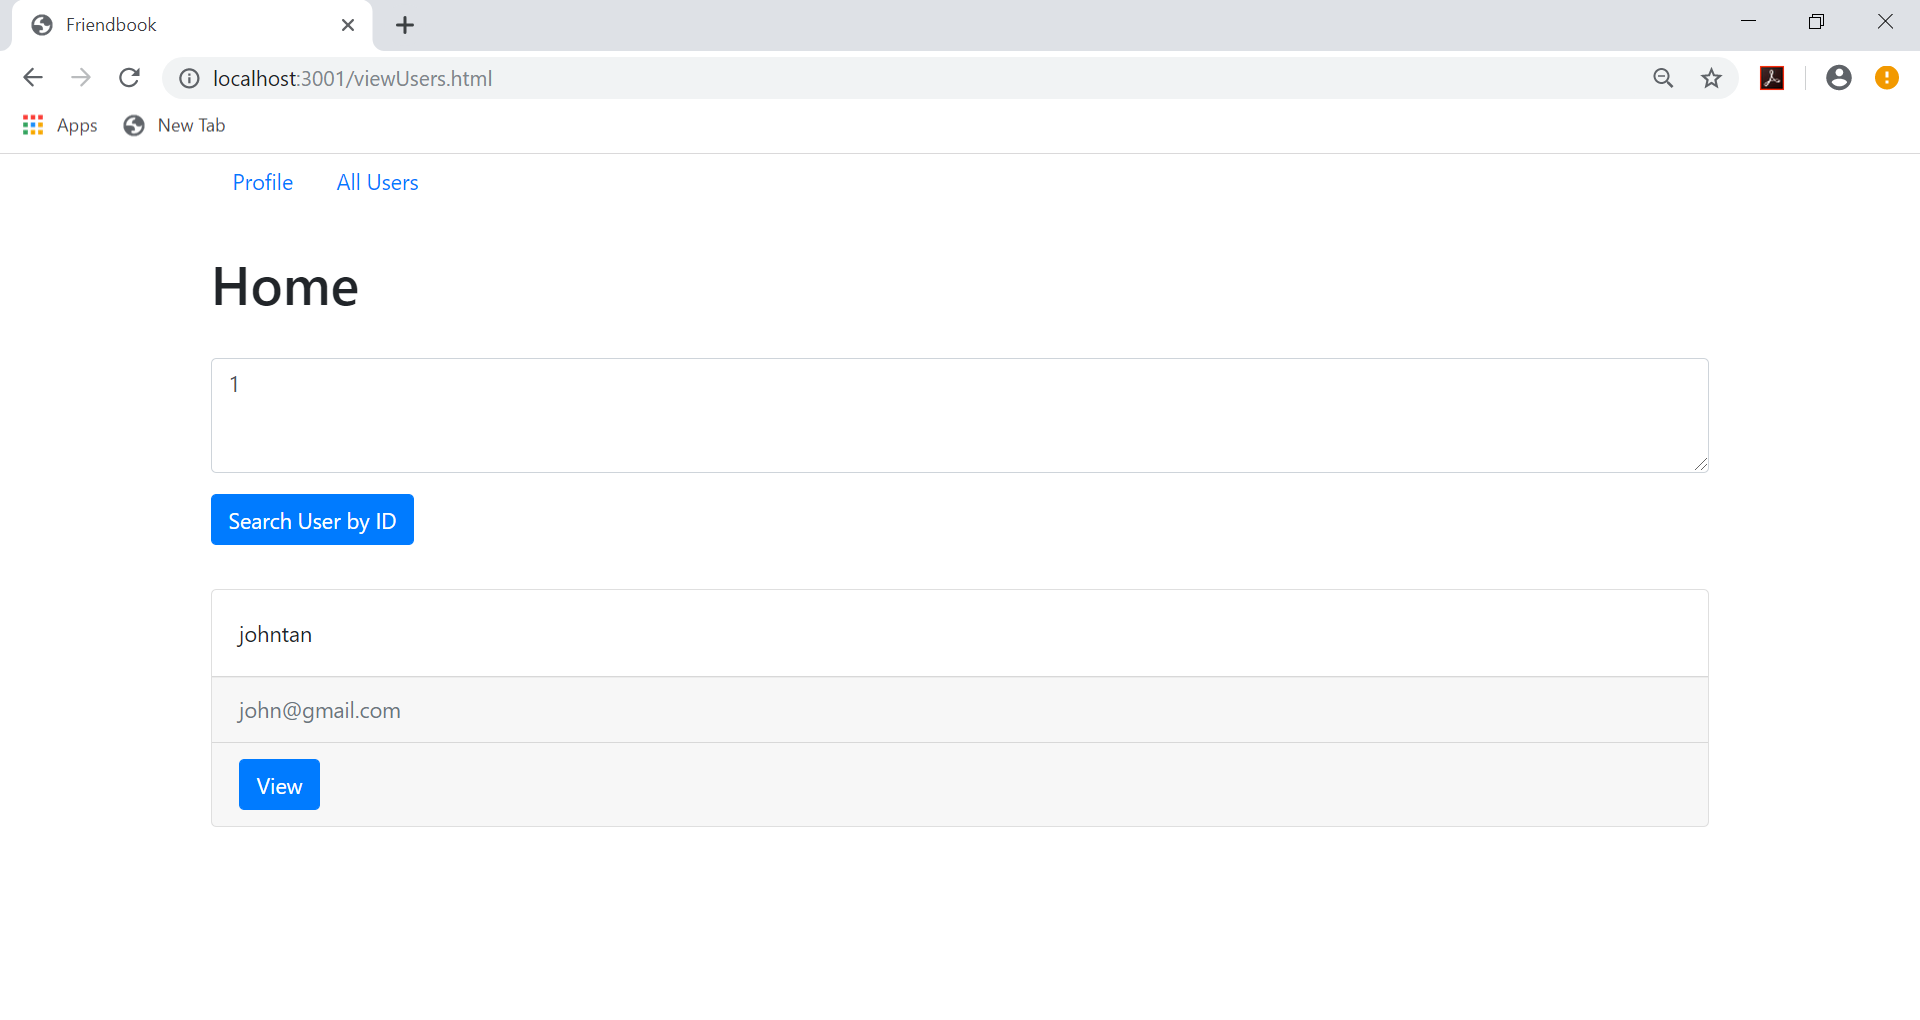 Friendbook
localhost:3001/viewUsers.html
Apps New Tab
Profile All Users
Home
1
Search User by ID
johntan
john@gmail.com
View